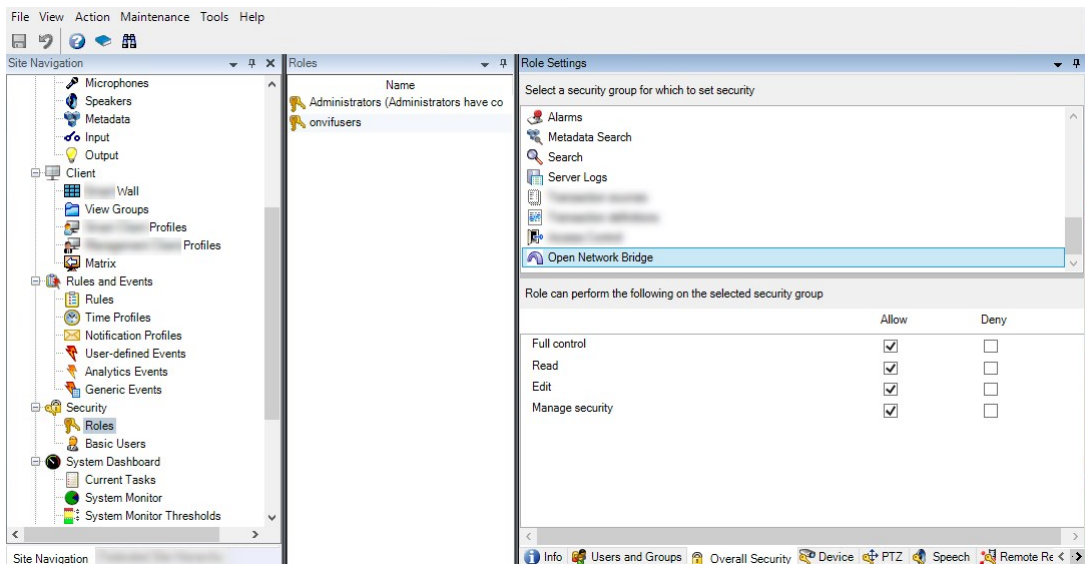 File View Action Maintenance Tools Help
Site Navigation
Microphones
Speakers
Metadata
Input
Output
Client
Wall
View Groups
Profiles
Profiles
Matrix
Rules and Events
Rules
Time Profiles
Notification Profiles
User-defined Events
Analytics Events
Generic Events
Security
Roles
Basic Users
System Dashboard
Current Tasks
System Monitor
System Monitor Thresholds
Site Navigation
Roles
Name
Administrators (Administrators have co
onvifusers
Role Settings
Select a security group for which to set security
Alarms
Metadata Search
Search
Server Logs
Open Network Bridge
Role can perform the following on the selected security group
Allow Deny
Full control
Read
Edit
Manage security
Info Users and Groups Overall Security Device PTZ Speech Remote Re